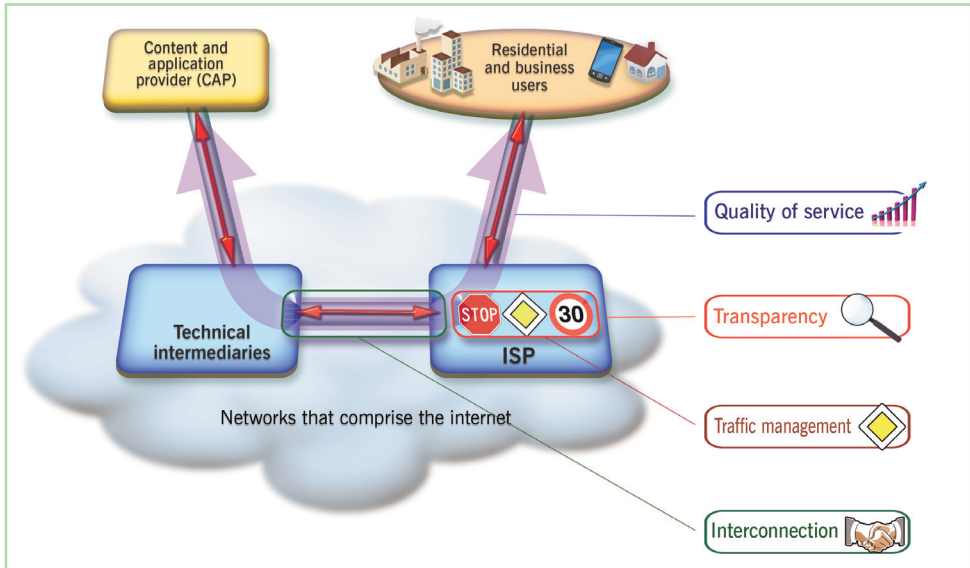 Content and
application
provider (CAP)
Residential
and business
users
Quality of service
Technical
intermediaries
STOP
30
ISP
Transparency
Networks that comprise the internet
Traffic management
Interconnection